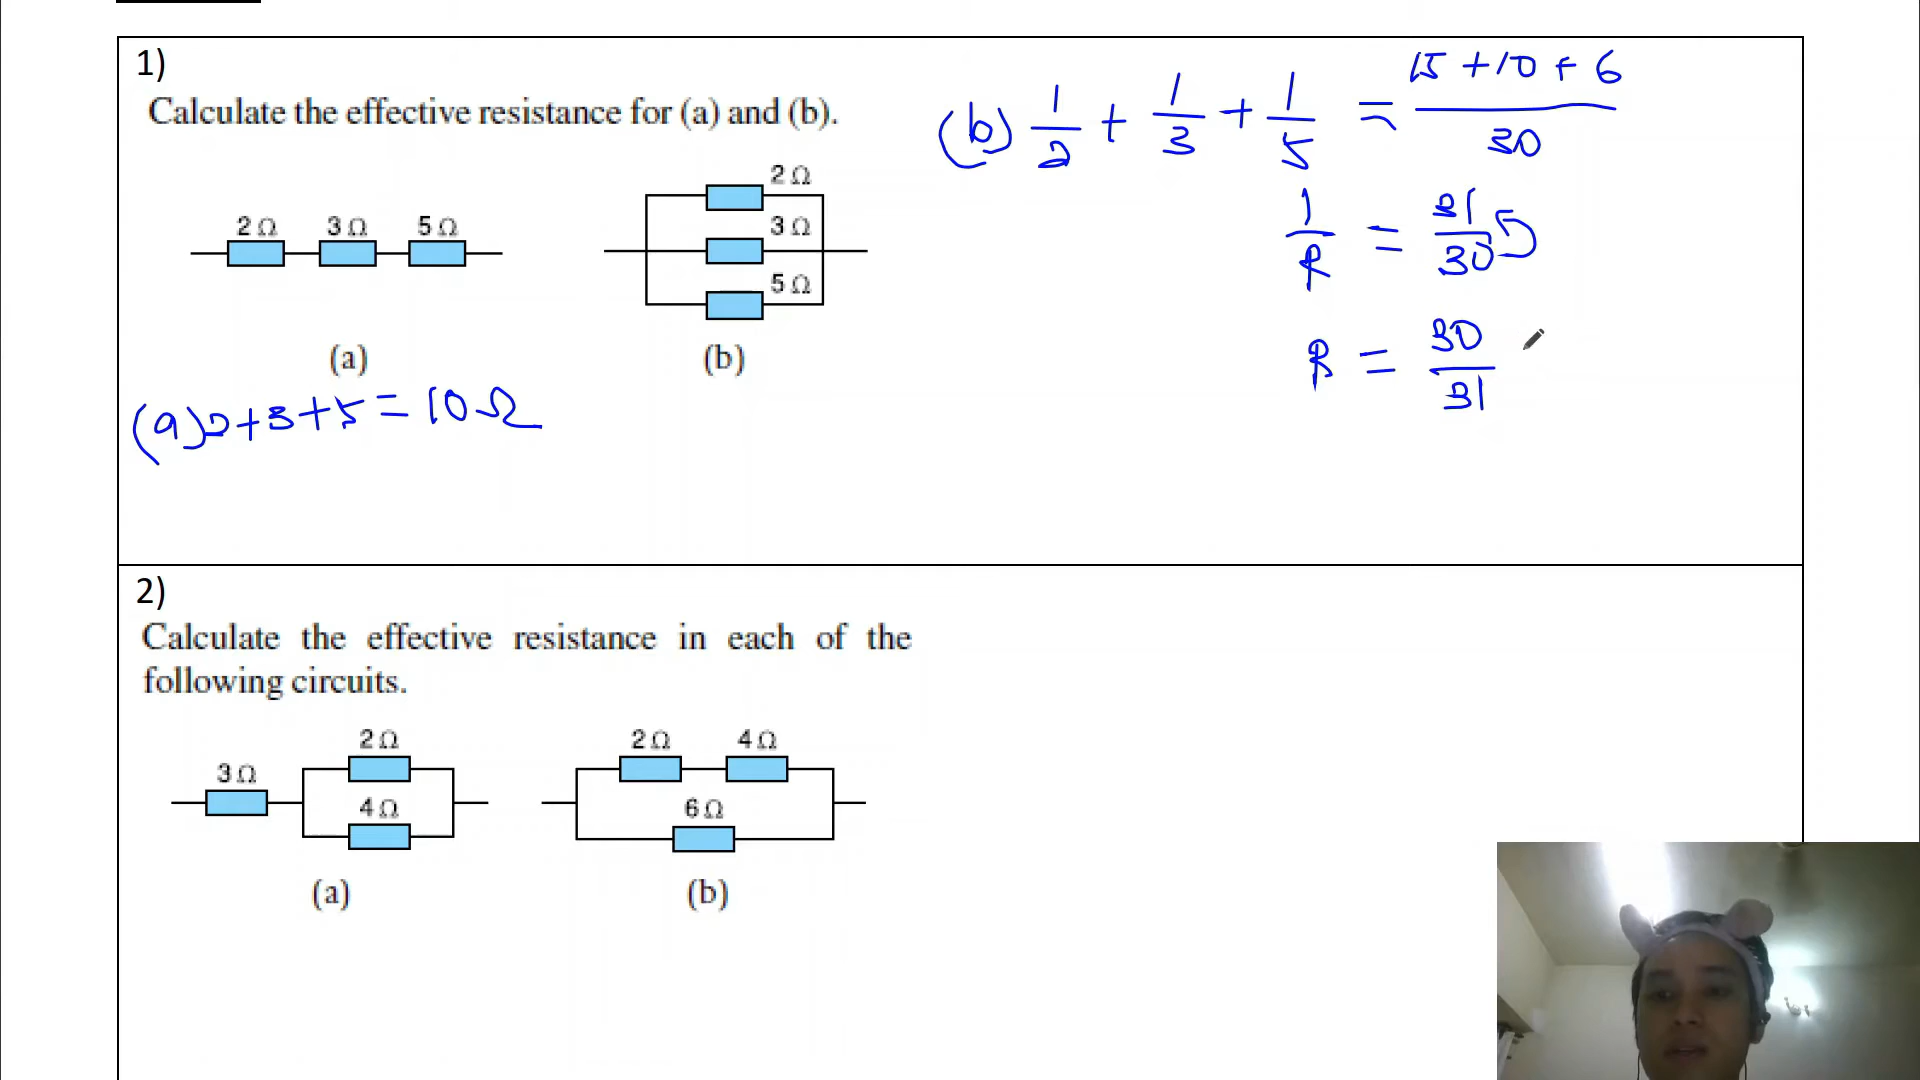 1)
Calculate the effective resistance for (a) and (b).
2 Ω 3 Ω 5 Ω
(a)
2 Ω
3 Ω
5 Ω
(b)
(a) 2+3+5 = 10 Ω
(b) 1/2 + 1/3 + 1/5 = (15 + 10 + 6)/30
1/R = 31/30
R = 30/31
2)
Calculate the effective resistance in each of the
following circuits.
3 Ω
2 Ω
4 Ω
(a)
2 Ω 4 Ω
6 Ω
(b)